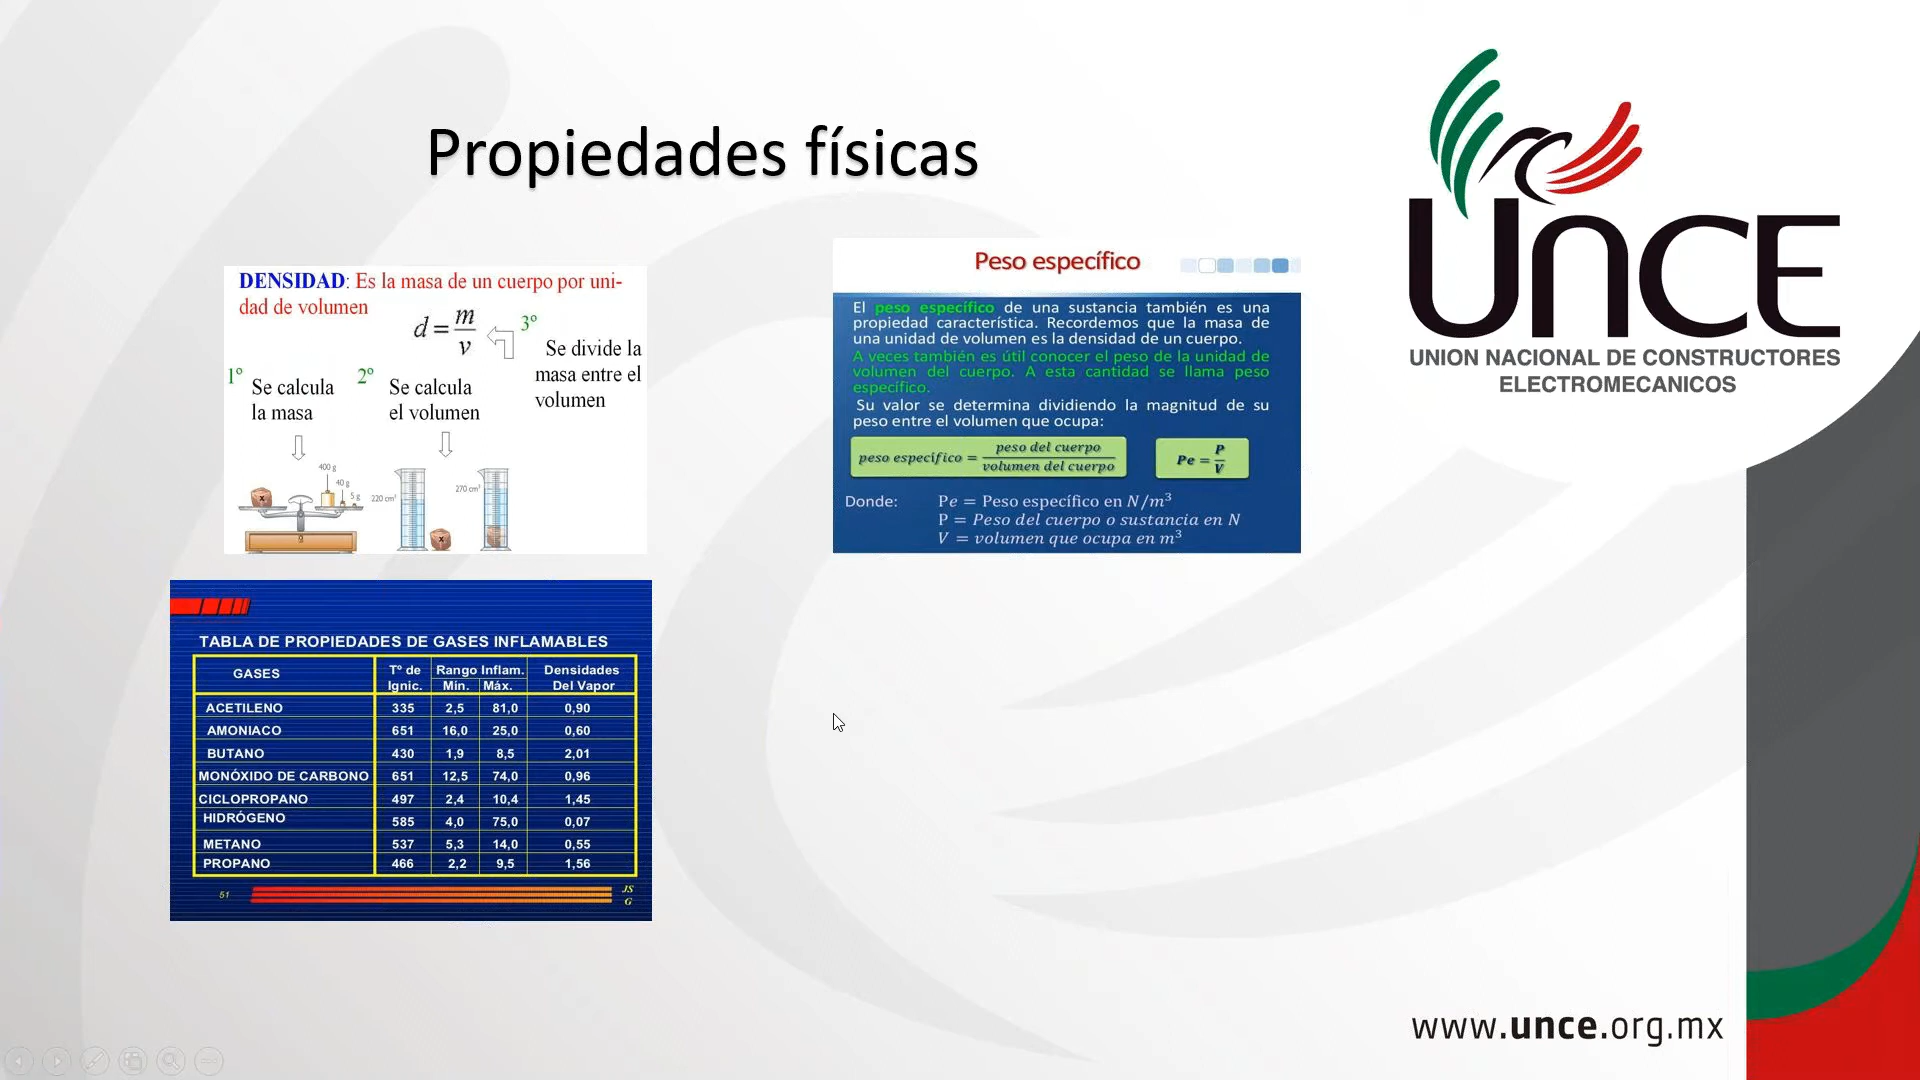 Propiedades físicas
UNCE
UNION NACIONAL DE CONSTRUCTORES
ELECTROMECANICOS
DENSIDAD: Es la masa de un cuerpo por uni-
dad de volumen
d = m/v
3º
Se divide la
masa entre el
volumen
1º
Se calcula
la masa
2º
Se calcula
el volumen
400 g
40 g
5 g
220 cm³
270 cm³
x
x
Peso específico
El peso específico de una sustancia también es una
propiedad característica. Recordemos que la masa de
una unidad de volumen es la densidad de un cuerpo.
A veces también es útil conocer el peso de la unidad de
volumen del cuerpo. A esta cantidad se llama peso
específico.
Su valor se determina dividiendo la magnitud de su
peso entre el volumen que ocupa:
peso específico = peso del cuerpo / volumen del cuerpo
Pe = P/V
Donde: Pe = Peso específico en N/m³
P = Peso del cuerpo o sustancia en N
V = volumen que ocupa en m³
TABLA DE PROPIEDADES DE GASES INFLAMABLES
GASES Tº de Ignic. Rango Inflam. Mín. Máx. Densidades Del Vapor
ACETILENO 335 2,5 81,0 0,90
AMONIACO 651 16,0 25,0 0,60
BUTANO 430 1,9 8,5 2,01
MONÓXIDO DE CARBONO 651 12,5 74,0 0,96
CICLOPROPANO 497 2,4 10,4 1,45
HIDRÓGENO 585 4,0 75,0 0,07
METANO 537 5,3 14,0 0,55
PROPANO 466 2,2 9,5 1,56
51
JS
G
www.unce.org.mx